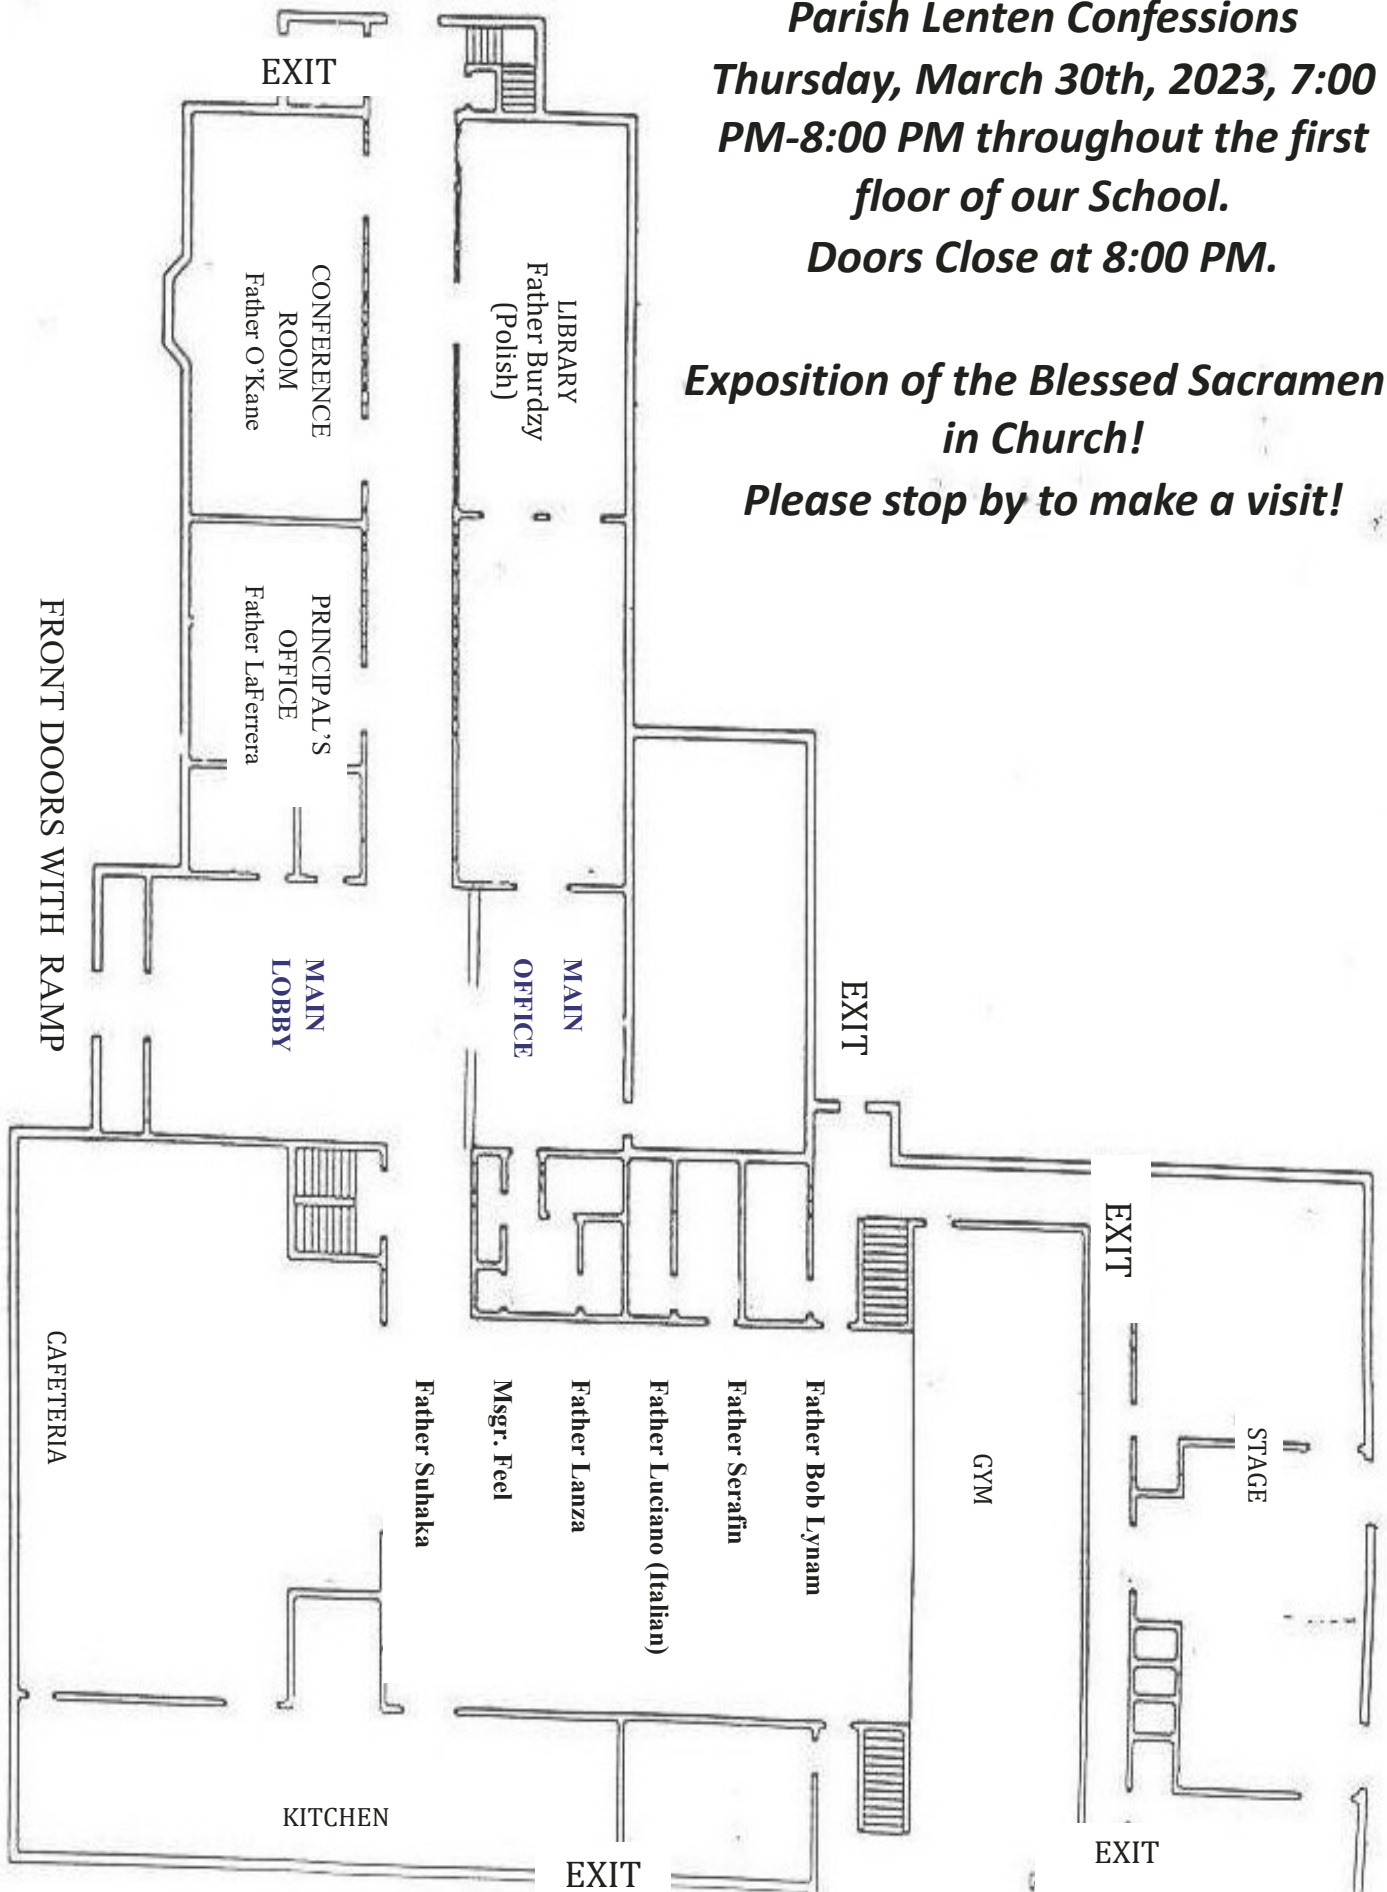 Parish Lenten Confessions
Thursday, March 30th, 2023, 7:00
PM-8:00 PM throughout the first
floor of our School.
Doors Close at 8:00 PM.
Exposition of the Blessed Sacramen
in Church!
Please stop by to make a visit!
EXIT
LIBRARY
Father Burdzy
(Polish)
CONFERENCE
ROOM
Father O’Kane
PRINCIPAL’S
OFFICE
Father LaFerrera
FRONT DOORS WITH RAMP
MAIN
LOBBY
MAIN
OFFICE
EXIT
EXIT
STAGE
GYM
Father Bob Lynam
Father Serafin
Father Luciano (Italian)
Father Lanza
Msgr. Feel
Father Suhaka
CAFETERIA
KITCHEN
EXIT
EXIT